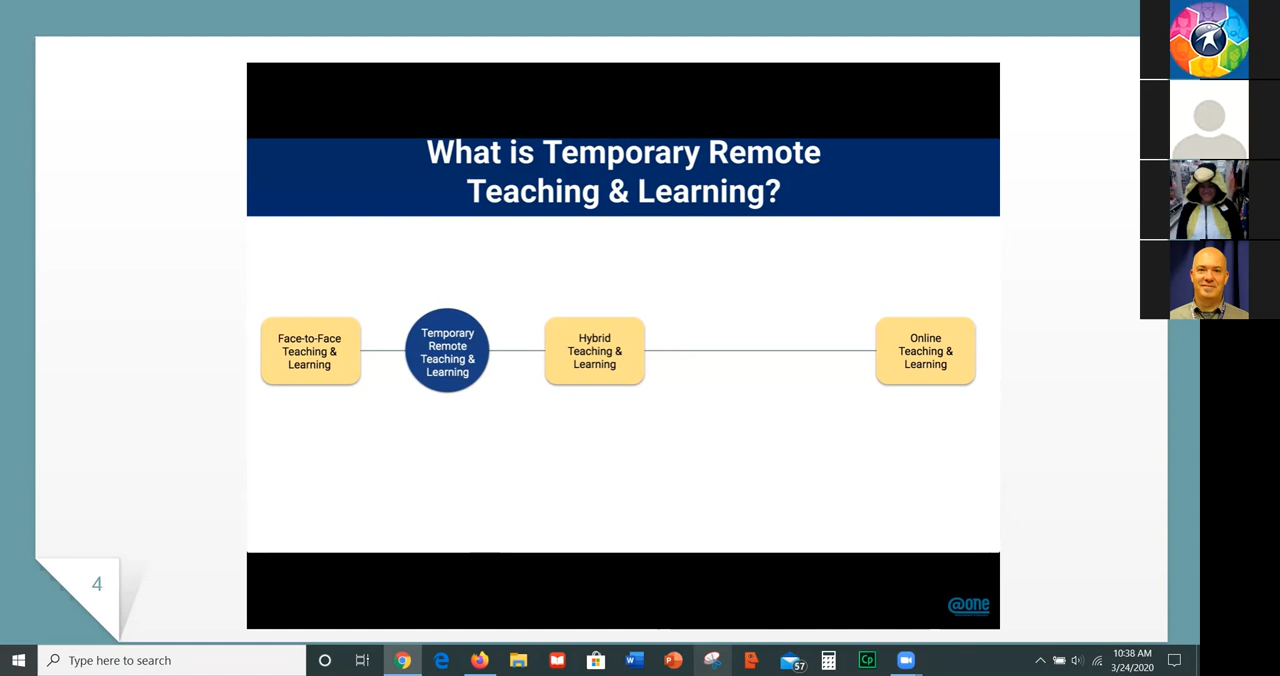 What is Temporary Remote
Teaching & Learning?
Face-to-Face
Teaching &
Learning
Temporary
Remote
Teaching &
Learning
Hybrid
Teaching &
Learning
Online
Teaching &
Learning
@one
4
Type here to search
57
Cp
10:38 AM
3/24/2020